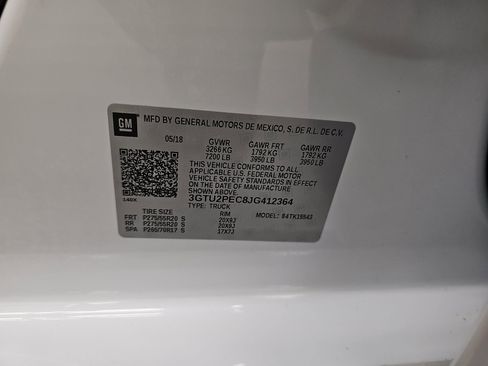 GM MFD BY GENERAL MOTORS DE MEXICO, S. DE R.L. DE C.V.
05/18 GVWR GAWR FRT GAWR RR
3266 KG 1792 KG 1792 KG
7200 LB 3950 LB 3950 LB
THIS VEHICLE CONFORMS TO ALL
APPLICABLE U.S. FEDERAL MOTOR
VEHICLE SAFETY STANDARDS IN EFFECT
ON THE DATE OF MANUFACTURE
SHOWN ABOVE.
140X 3GTU2PEC8JG412364
TYPE: TRUCK
TIRE SIZE RIM MODEL: 84TK15543
FRT P275/55R20 S 20X9J
RR P275/55R20 S 20X9J
SPA P265/70R17 S 17X7J